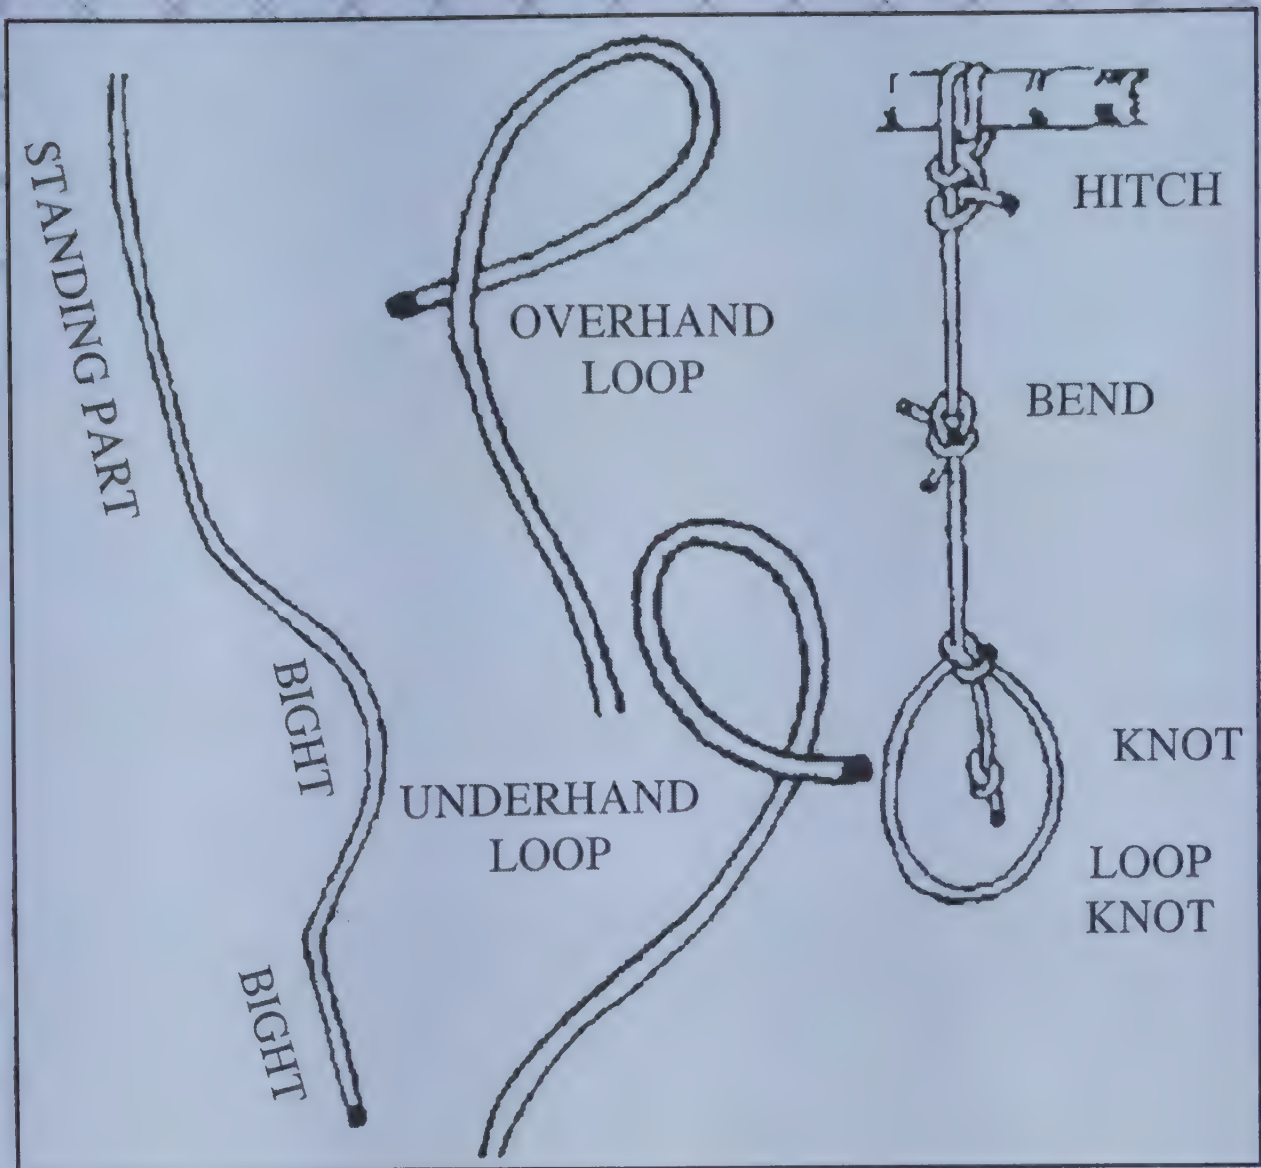 STANDING PART
BIGHT
BIGHT
OVERHAND
LOOP
UNDERHAND
LOOP
HITCH
BEND
KNOT
LOOP
KNOT